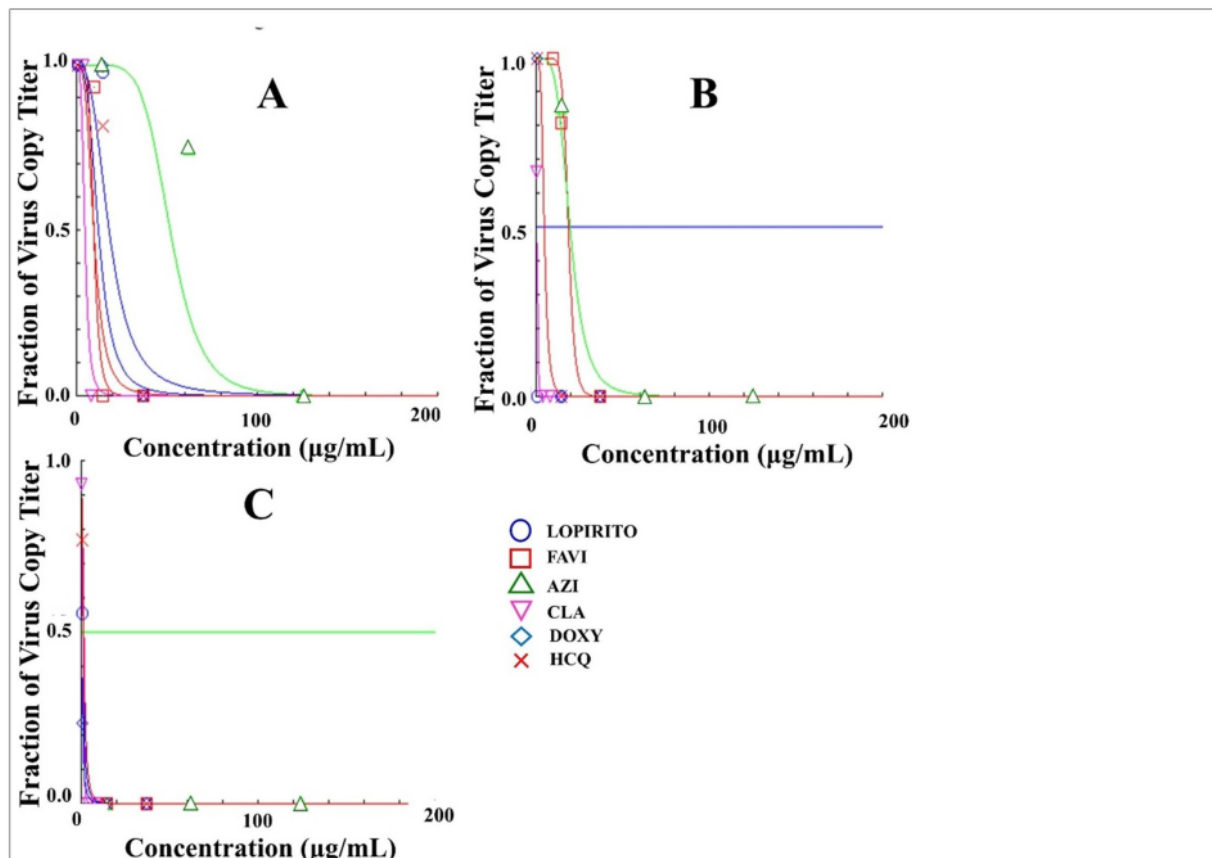 A
Fraction of Virus Copy Titer
1.0
0.5
0.0
0
100
200
Concentration (µg/mL)
B
Fraction of Virus Copy Titer
1.0
0.5
0.0
0
100
200
Concentration (µg/mL)
C
Fraction of Virus Copy Titer
1.0
0.5
0.0
0
100
200
Concentration (µg/mL)
LOPIRITO
FAVI
AZI
CLA
DOXY
HCQ